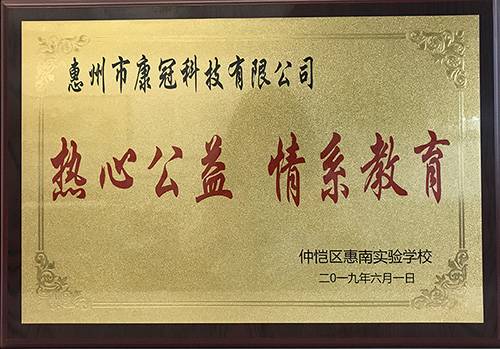 惠州市康冠科技有限公司
热心公益 情系教育
仲恺区惠南实验学校
二0一九年六月一日